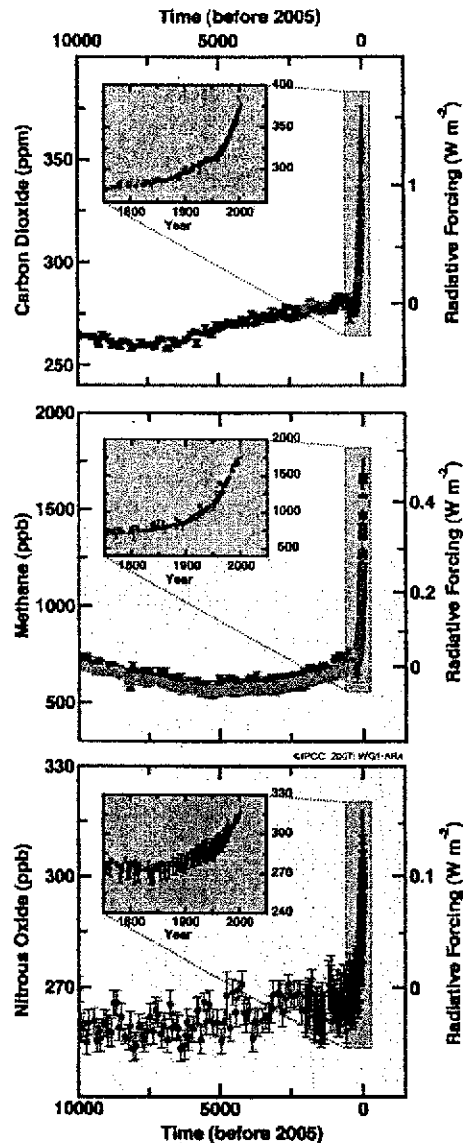 Time (before 2005)
10000 5000 0
Carbon Dioxide (ppm)
350
300
250
400
350
300
1800 1900 2000
Year
1
0
Radiative Forcing (W m-2)
Methane (ppb)
2000
1500
1000
500
2000
1500
1000
500
1800 1900 2000
Year
0.4
0.2
0
Radiative Forcing (W m-2)
©IPCC 2007: WG1-AR4
Nitrous Oxide (ppb)
330
300
270
330
300
270
240
1800 1900 2000
Year
0.1
0
Radiative Forcing (W m-2)
10000 5000 0
Time (before 2005)